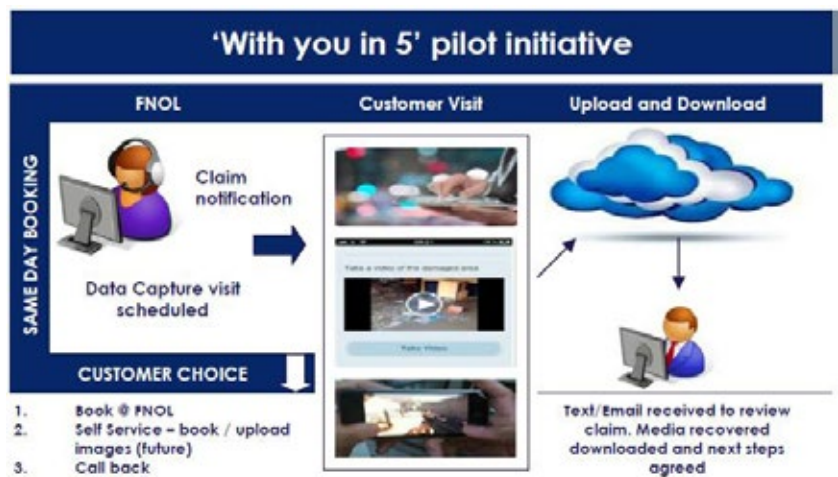 'With you in 5' pilot initiative
FNOL
Customer Visit
Upload and Download
SAME DAY BOOKING
Claim
notification
Data Capture visit
scheduled
Take a video of the damaged area
Take Video
CUSTOMER CHOICE
1. Book @ FNOL
2. Self Service – book / upload
images (future)
3. Call back
Text/Email received to review
claim. Media recovered
downloaded and next steps
agreed